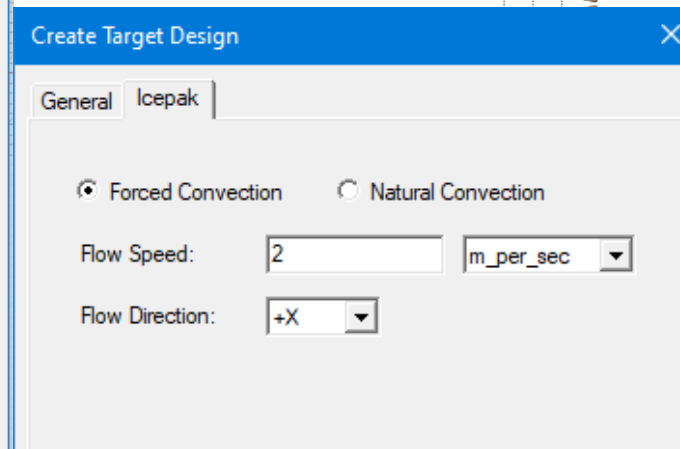 Create Target Design
General Icepak
Forced Convection Natural Convection
Flow Speed: 2 m_per_sec
Flow Direction: +X